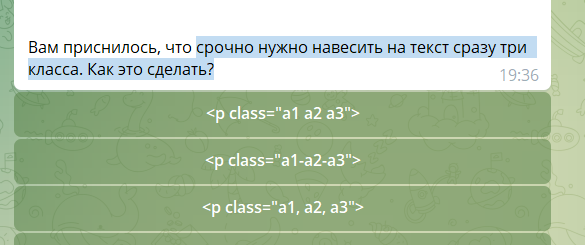 Вам приснилось, что срочно нужно навесить на текст сразу три
класса. Как это сделать?
19:36
<p class="a1 a2 a3">
<p class="a1-a2-a3">
<p class="a1, a2, a3">